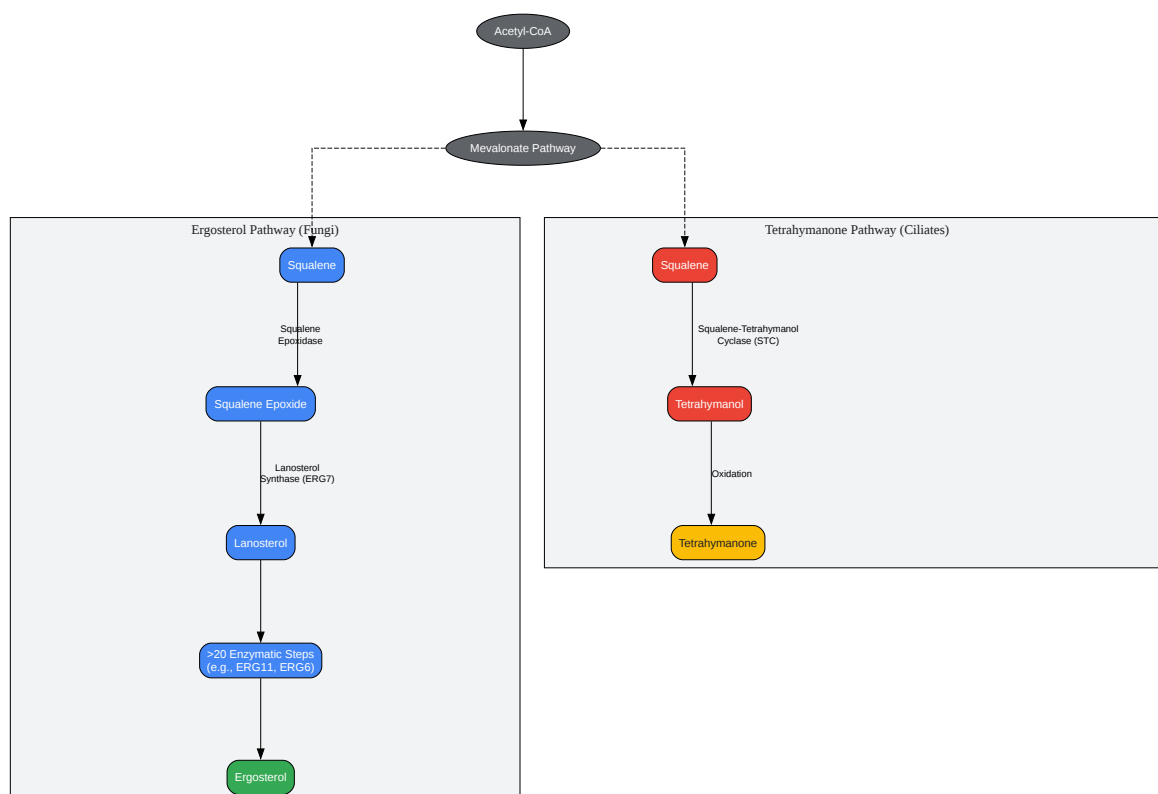 Acetyl-CoA
Mevalonate Pathway
Ergosterol Pathway (Fungi)
Squalene
Squalene
Epoxidase
Squalene Epoxide
Lanosterol
Synthase (ERG7)
Lanosterol
>20 Enzymatic Steps
(e.g., ERG11, ERG6)
Ergosterol
Tetrahymanone Pathway (Ciliates)
Squalene
Squalene-Tetrahymanol
Cyclase (STC)
Tetrahymanol
Oxidation
Tetrahymanone